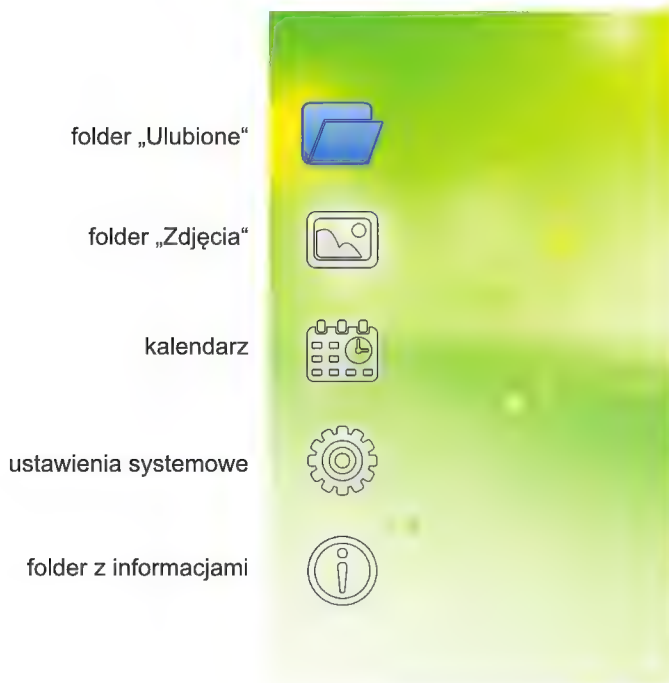 folder „Ulubione“
folder „Zdjęcia“
kalendarz
ustawienia systemowe
folder z informacjami